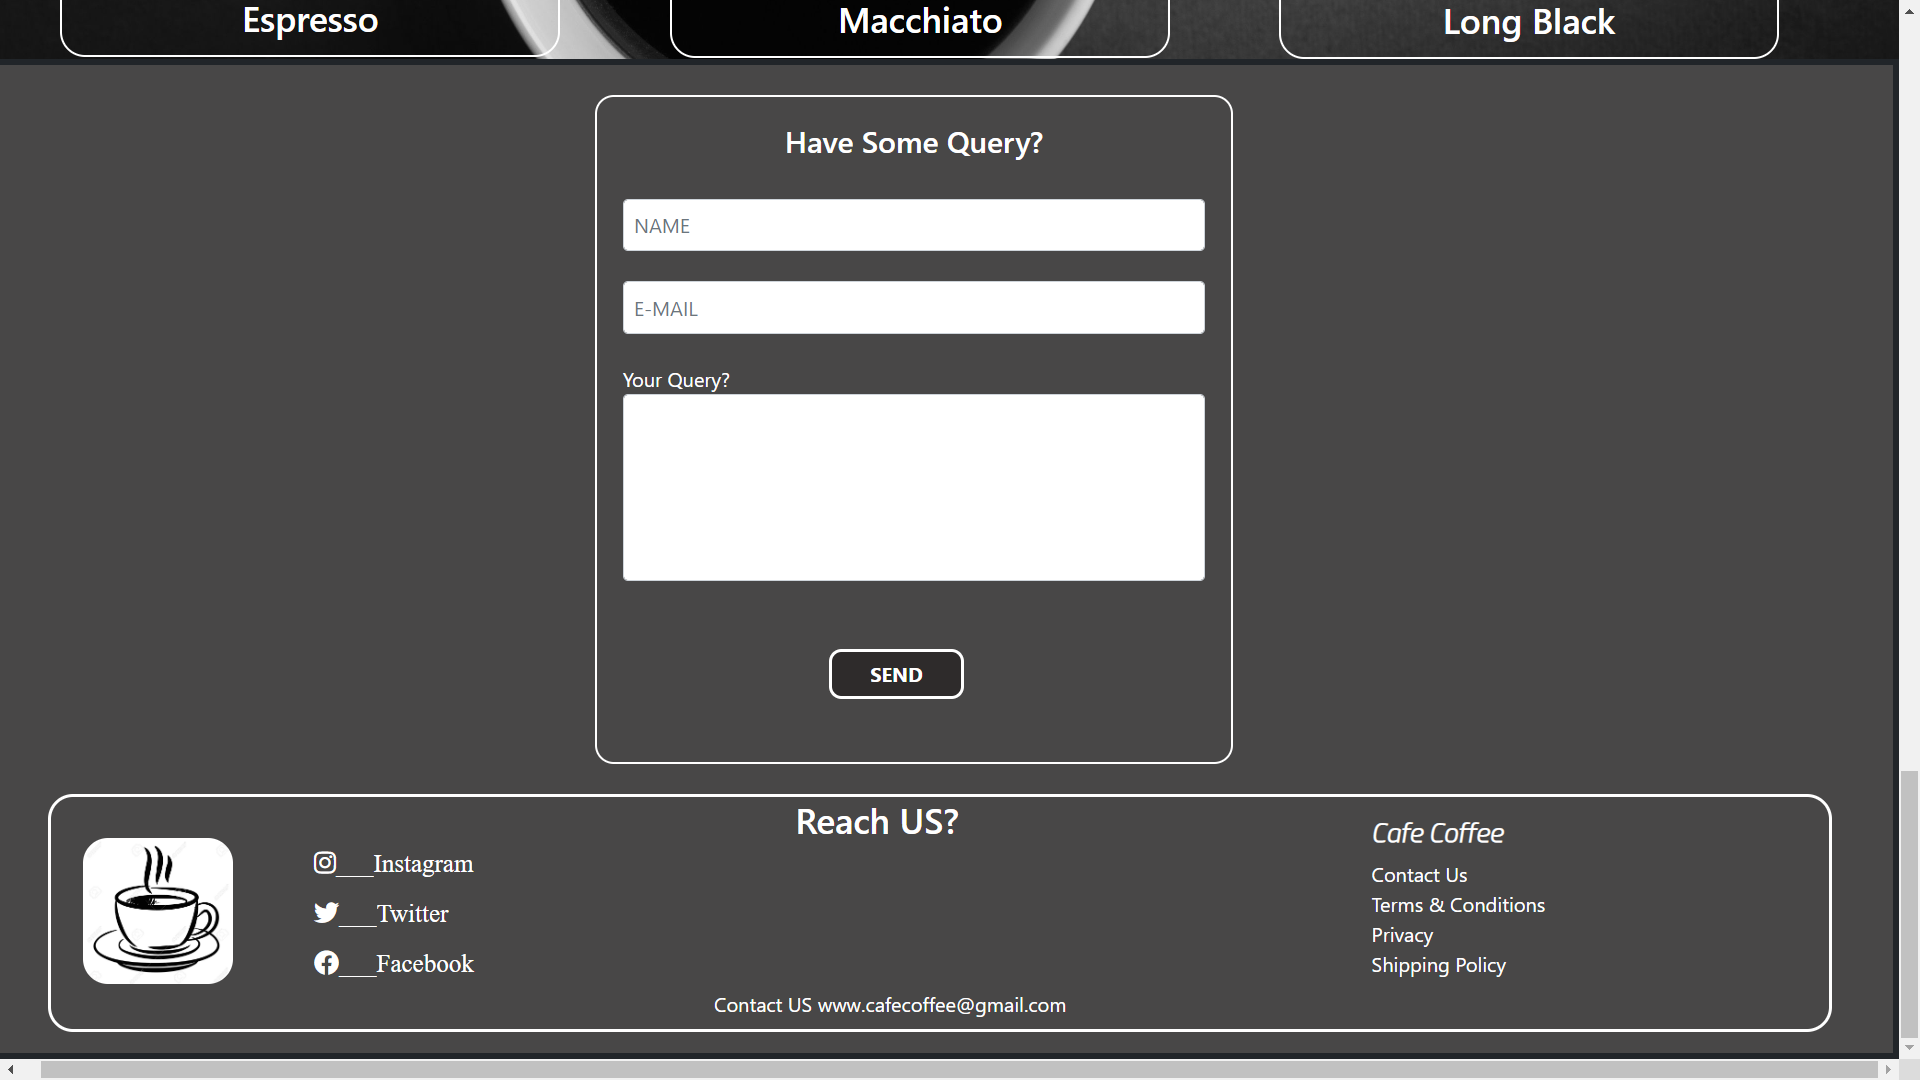 Espresso
Macchiato
Long Black
Have Some Query?
NAME
E-MAIL
Your Query?
SEND
Reach US?
___Instagram
___Twitter
___Facebook
Contact US www.cafecoffee@gmail.com
Cafe Coffee
Contact Us
Terms & Conditions
Privacy
Shipping Policy